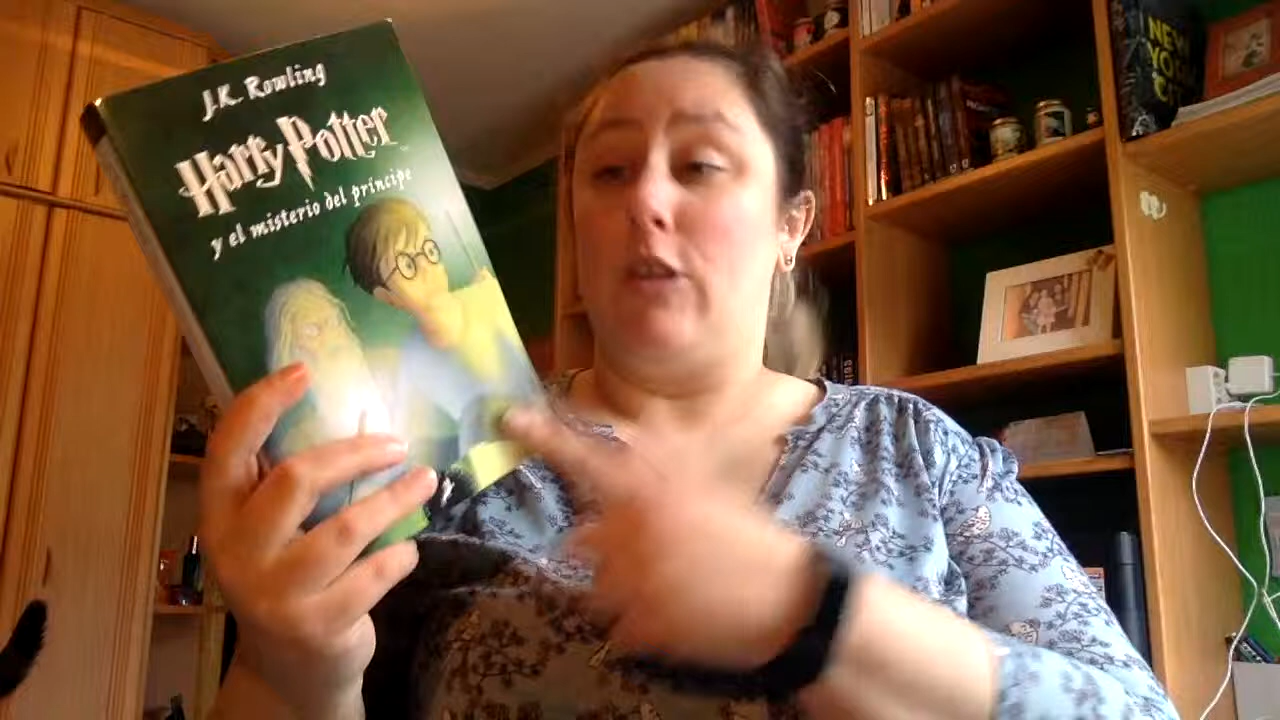 J.K. Rowling
Harry Potter
y el misterio del príncipe
NEW
YORK
CITY